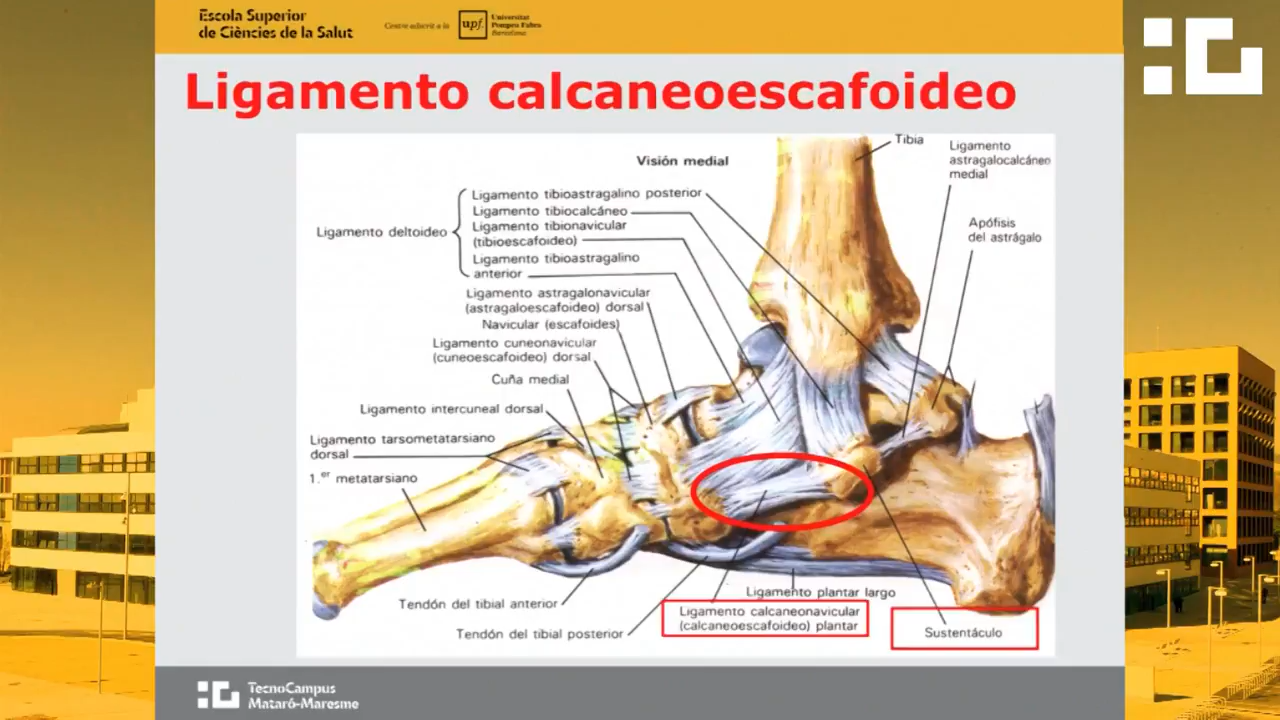 Escola Superior
de Ciències de la Salut
Centre adscrit a la
upf.
Universitat
Pompeu Fabra
Barcelona
Ligamento calcaneoescafoideo
Visión medial
Tibia
Ligamento
astragalocalcáneo
medial
Apófisis
del astrágalo
Ligamento deltoideo
Ligamento tibioastragalino posterior
Ligamento tibiocalcáneo
Ligamento tibionavicular
(tibioescafoideo)
Ligamento tibioastragalino
anterior
Ligamento astragalonavicular
(astragaloescafoideo) dorsal
Navicular (escafoides)
Ligamento cuneonavicular
(cuneoescafoideo) dorsal
Cuña medial
Ligamento intercuneal dorsal
Ligamento tarsometatarsiano
dorsal
1.er metatarsiano
Tendón del tibial anterior
Tendón del tibial posterior
Ligamento plantar largo
Ligamento calcaneonavicular
(calcaneoescafoideo) plantar
Sustentáculo
TecnoCampus
Mataró-Maresme